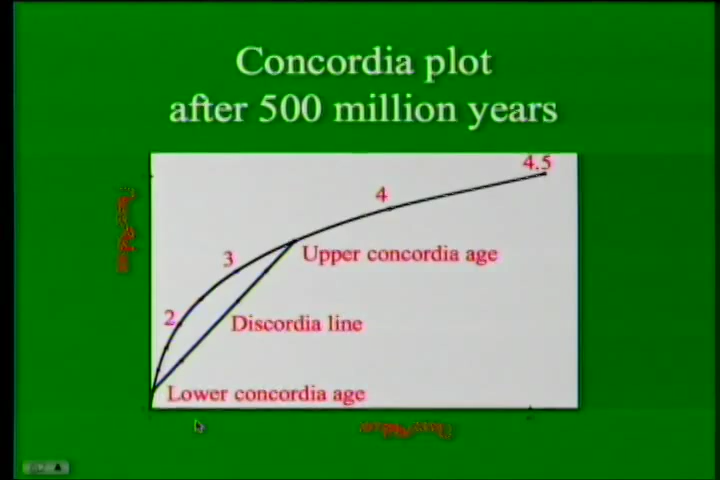 Concordia plot
after 500 million years
4.5
4
3
Upper concordia age
2
Discordia line
Lower concordia age